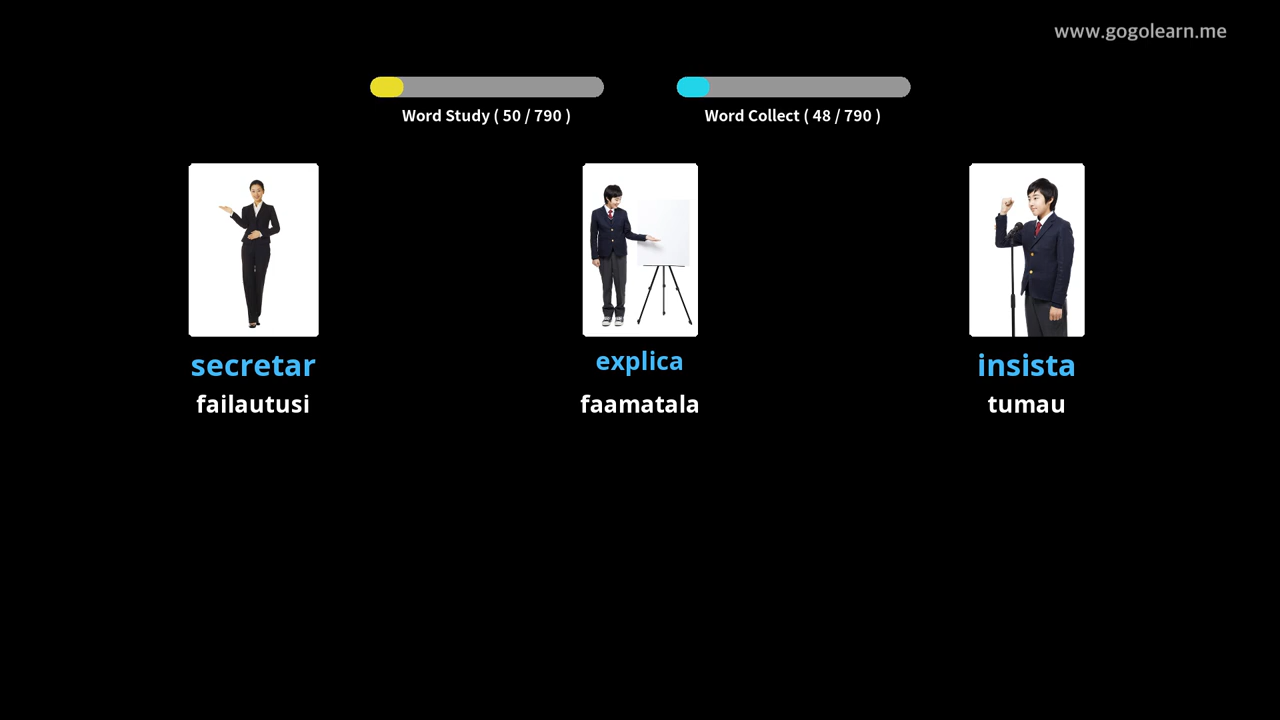 www.gogolearn.me
Word Study ( 50 / 790 )
Word Collect ( 48 / 790 )
secretar
explica
insista
failautusi
faamatala
tumau